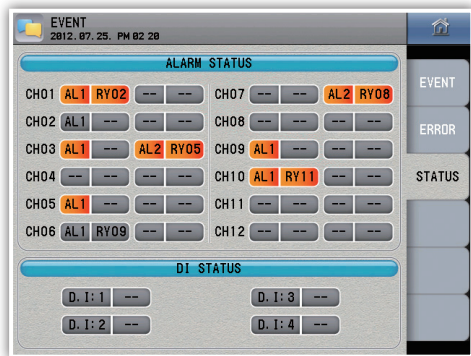 EVENT
2012.07.25. PM 02 20
ALARM STATUS
CH01 AL1 RY02 -- -- CH07 -- -- AL2 RY08
CH02 AL1 -- -- -- CH08 -- -- -- --
CH03 AL1 -- AL2 RY05 CH09 AL1 -- -- --
CH04 -- -- -- -- CH10 AL1 RY11 -- --
CH05 AL1 -- -- -- CH11 -- -- -- --
CH06 AL1 RY09 -- -- CH12 -- -- -- --
DI STATUS
D.I:1 -- D.I:3 --
D.I:2 -- D.I:4 --
EVENT
ERROR
STATUS